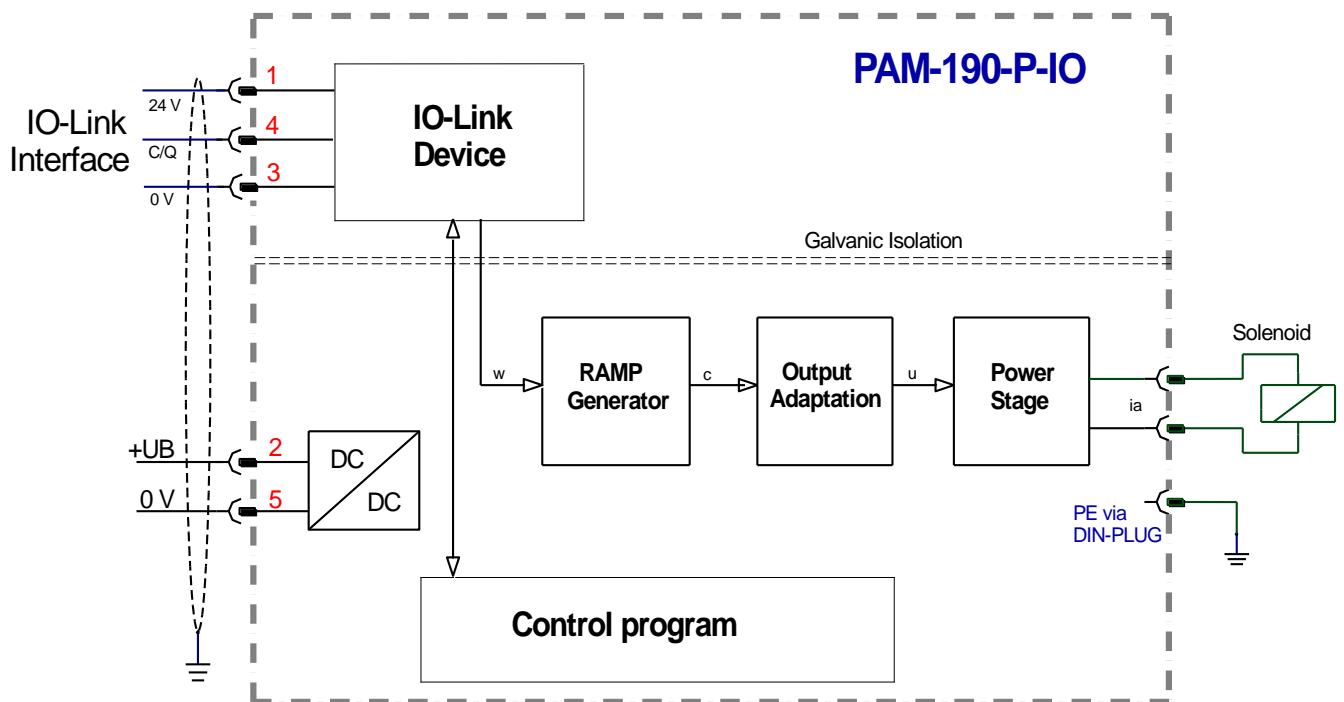 PAM-190-P-IO
IO-Link
Interface
24 V
C/Q
0 V
1
4
3
IO-Link
Device
Galvanic Isolation
w
RAMP
Generator
c
Output
Adaptation
u
Power
Stage
ia
Solenoid
+UB
0 V
2
5
DC
DC
PE via
DIN-PLUG
Control program